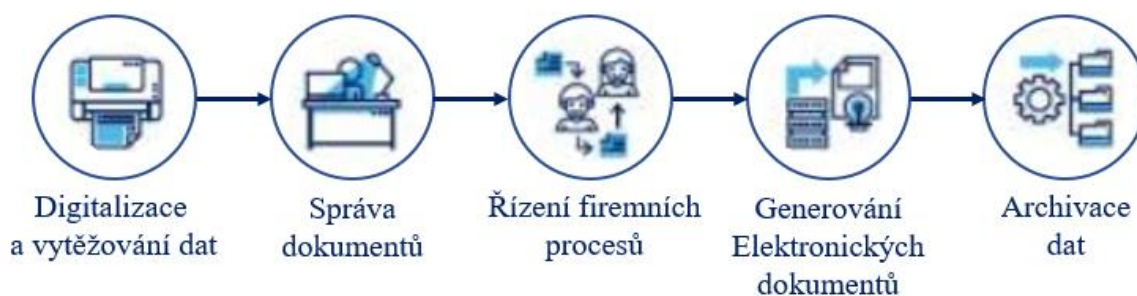 Digitalizace
a vytěžování dat
Správa
dokumentů
Řízení firemních
procesů
Generování
Elektronických
dokumentů
Archivace
dat